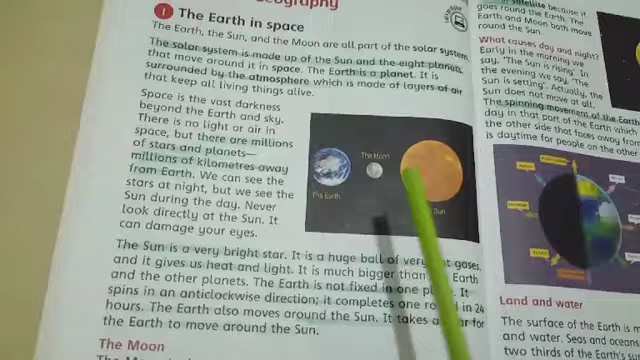 Geography
1 The Earth in space
The Earth, the Sun, and the Moon are all part of the solar system.
The solar system is made up of the Sun and the eight planets
that move around it in space. The Earth is a planet. It is
surrounded by the atmosphere which is made of layers of air
that keep all living things alive.
Space is the vast darkness
beyond the Earth and sky.
There is no light or air in
space, but there are millions
of stars and planets—
millions of kilometres away
from Earth. We can see the
stars at night, but we see the
Sun during the day. Never
look directly at the Sun. It
can damage your eyes.
The Moon
The Earth
Sun
The Sun is a very bright star. It is a huge ball of very gases,
and it gives us heat and light. It is much bigger than Earth
and the other planets. The Earth is not fixed in one It
spins in an anticlockwise direction; it completes one in 24
hours. The Earth also moves around the Sun. It takes a for
the Earth to move around the Sun.
The Moon
satellite because it
goes round the Earth. The
Earth and Moon both move
round the Sun.
What causes day and night?
Early in the morning we
say, 'The Sun is rising'. In
the evening we say, 'The
Sun is setting'. Actually, the
Sun does not move at all.
The spinning movement of the Earth
day in that part of the Earth which
the other side that faces away from
is daytime for people on the other
Land and water
The surface of the Earth is
and water. Seas and oceans
two thirds of the Earth's